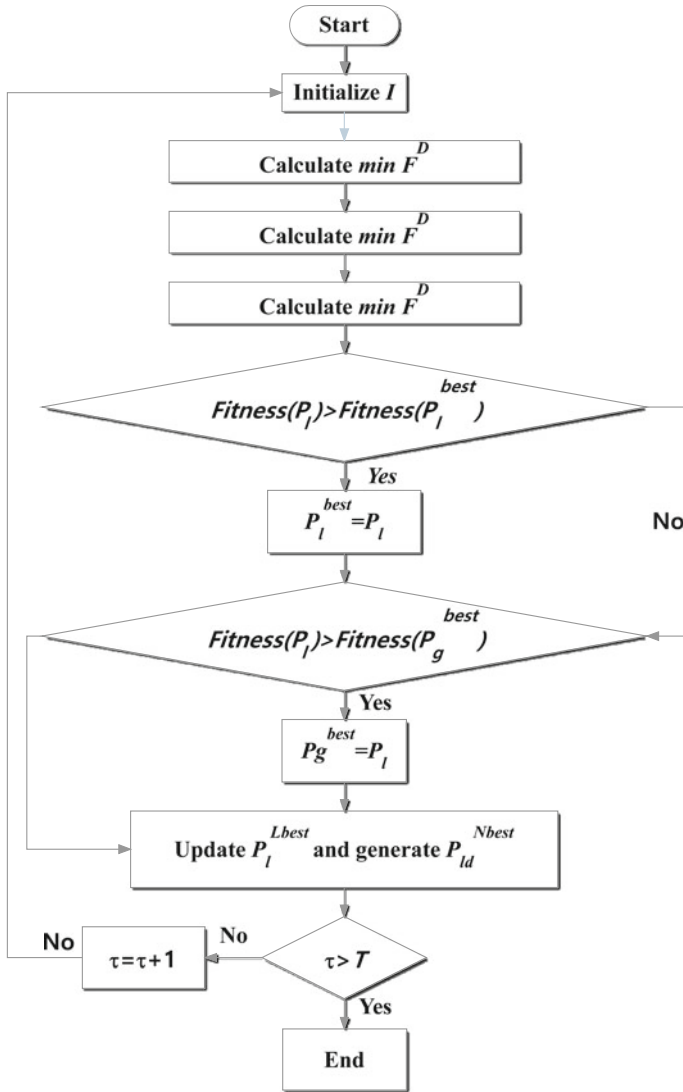 Start
Initialize I
Calculate min F^D
Calculate min F^D
Calculate min F^D
Fitness(P_l)>Fitness(P_l^best)
Yes
P_l^best=P_l
No
Fitness(P_l)>Fitness(P_g^best)
Yes
Pg^best=P_l
Update P_l^Lbest and generate P_ld^Nbest
No
τ=τ+1
No
τ>T
Yes
End